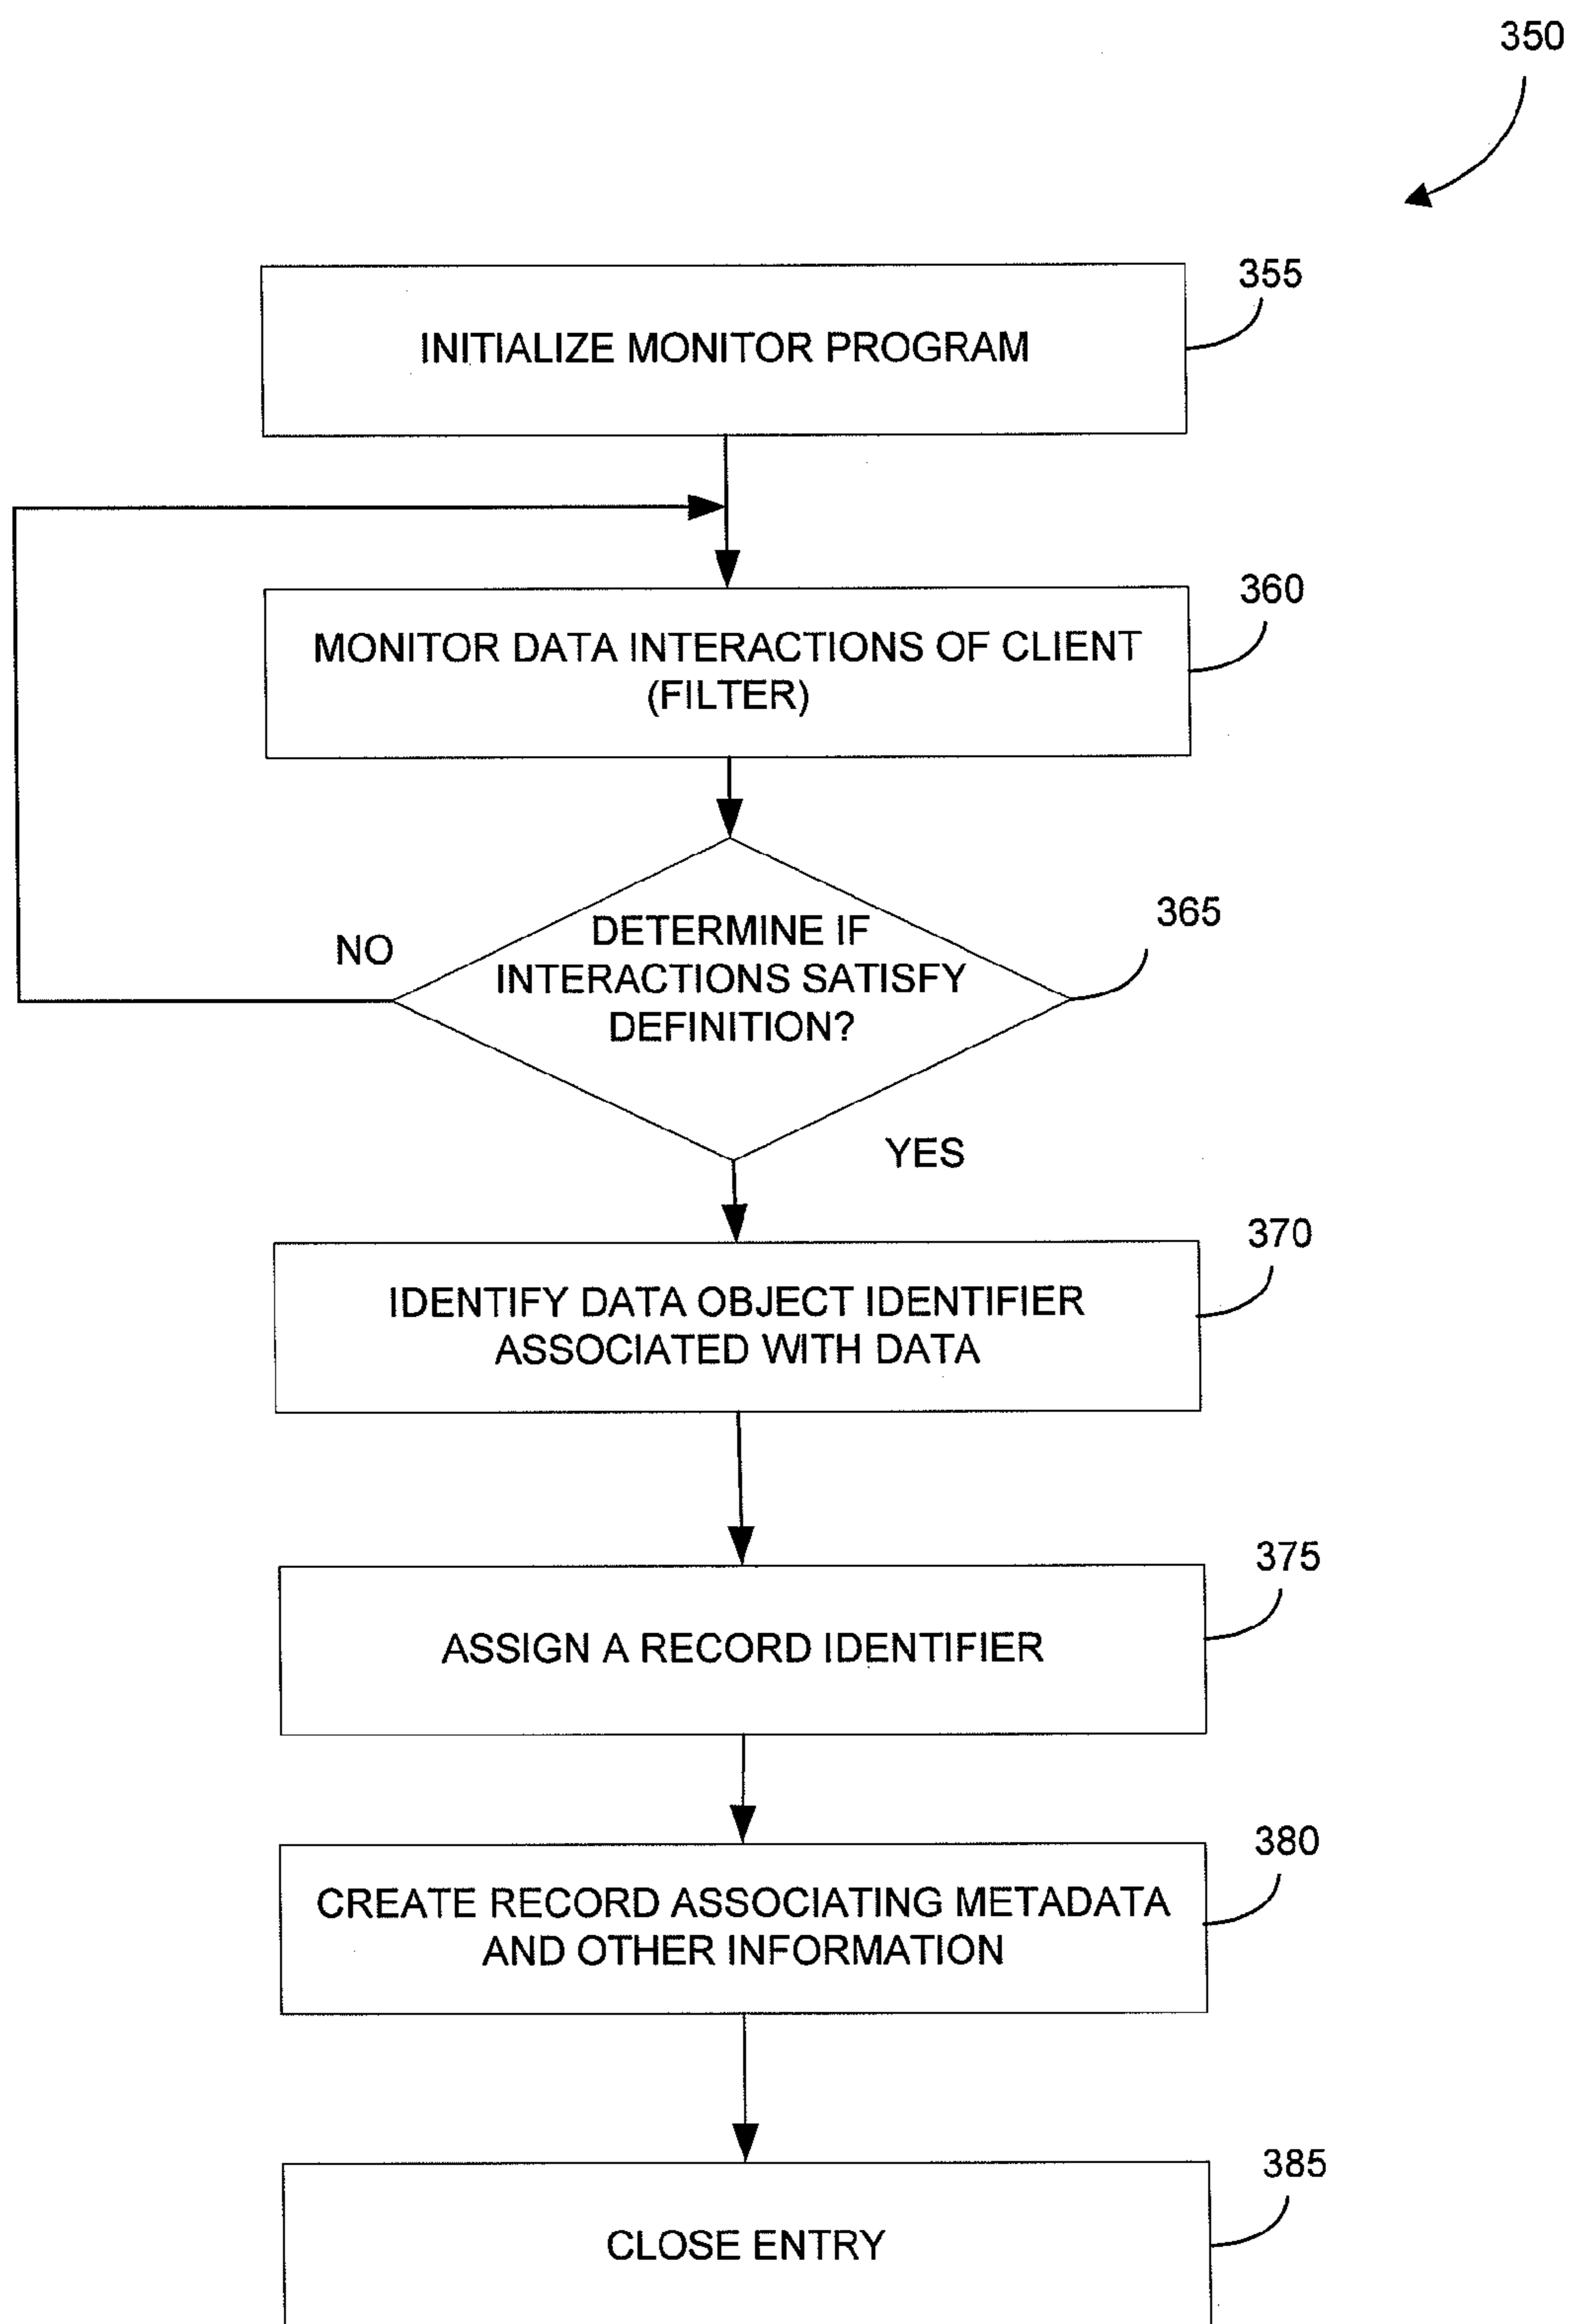 350
355
INITIALIZE MONITOR PROGRAM
360
MONITOR DATA INTERACTIONS OF CLIENT
(FILTER)
365
DETERMINE IF
INTERACTIONS SATISFY
DEFINITION?
NO
YES
370
IDENTIFY DATA OBJECT IDENTIFIER
ASSOCIATED WITH DATA
375
ASSIGN A RECORD IDENTIFIER
380
CREATE RECORD ASSOCIATING METADATA
AND OTHER INFORMATION
385
CLOSE ENTRY